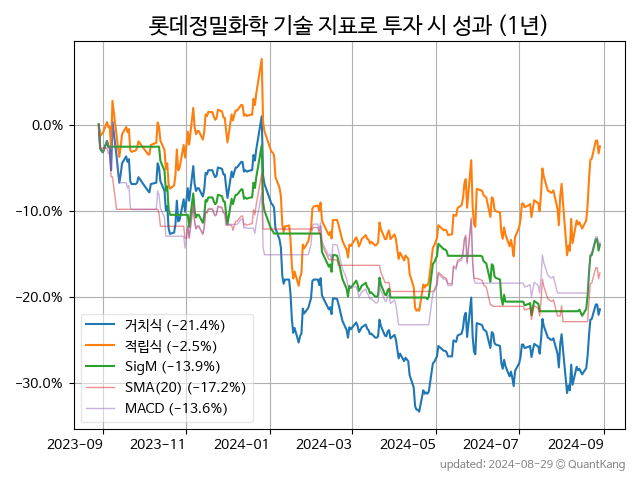 롯데정밀화학 기술 지표로 투자 시 성과 (1년)
0.0%
−10.0%
−20.0%
−30.0%
거치식 (−21.4%)
적립식 (−2.5%)
SigM (−13.9%)
SMA(20) (−17.2%)
MACD (−13.6%)
2023-09
2023-11
2024-01
2024-03
2024-05
2024-07
2024-09
updated: 2024-08-29 © QuantKang